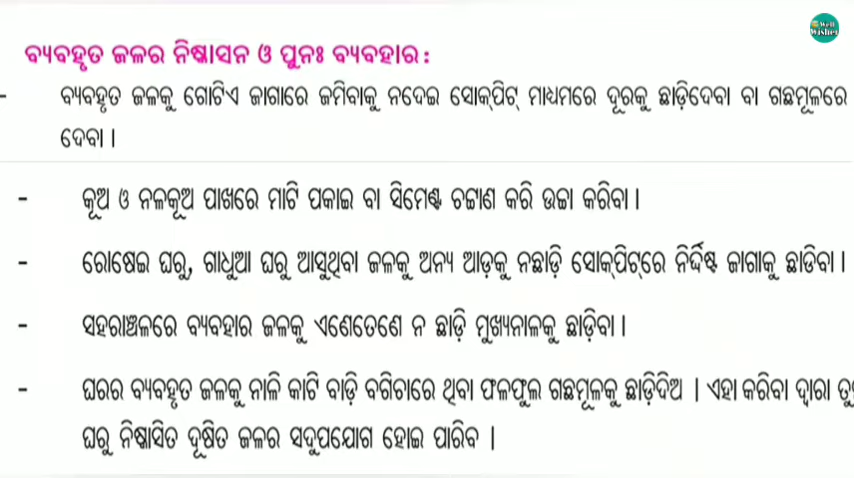 Well
Wisher
ବ୍ୟବହୃତ ଜଳର ନିଷ୍କାସନ ଓ ପୁନଃ ବ୍ୟବହାର :
- ବ୍ୟବହୃତ ଜଳକୁ ଗୋଟିଏ ଜାଗାରେ ଜମିବାକୁ ନଦେଇ ସୋକ୍‌ପିଟ୍ ମାଧ୍ୟମରେ ଦୂରକୁ ଛାଡ଼ିଦେବା ବା ଗଛମୂଳରେ
ଦେବା ।
- କୂଅ ଓ ନଳକୂଅ ପାଖରେ ମାଟି ପକାଇ ବା ସିମେଣ୍ଟ ଚଟ୍ଟାଣ କରି ଉଚ୍ଚା କରିବା ।
- ରୋଷେଇ ଘରୁ, ଗାଧୁଆ ଘରୁ ଆସୁଥିବା ଜଳକୁ ଅନ୍ୟ ଆଡ଼କୁ ନଛାଡ଼ି ସୋକ୍‌ପିଟ୍‌ରେ ନିର୍ଦ୍ଦିଷ୍ଟ ଜାଗାକୁ ଛାଡିବା ।
- ସହରାଞ୍ଚଳରେ ବ୍ୟବହାର ଜଳକୁ ଏଣେତେଣେ ନ ଛାଡ଼ି ମୁଖ୍ୟନାଳକୁ ଛାଡ଼ିବା ।
- ଘରର ବ୍ୟବହୃତ ଜଳକୁ ନାଳି କାଟି ବାଡ଼ି ବଗିଚାରେ ଥିବା ଫଳଫୁଲ ଗଛମୂଳକୁ ଛାଡ଼ିଦିଅ । ଏହା କରିବା ଦ୍ୱାରା
ଘରୁ ନିଷ୍କାସିତ ଦୂଷିତ ଜଳର ସଦୁପଯୋଗ ହୋଇ ପାରିବ ।